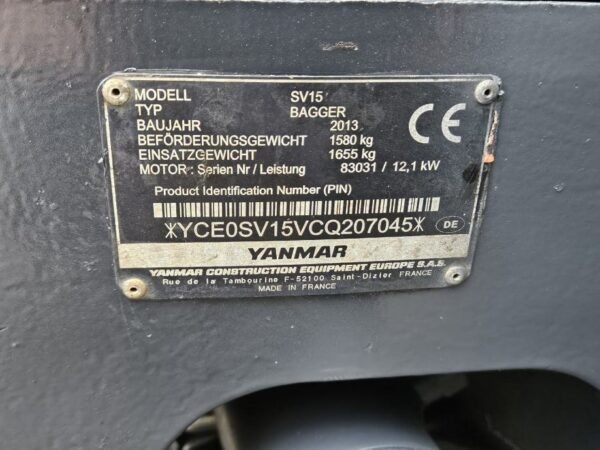 MODELL SV15
TYP BAGGER
BAUJAHR 2013
BEFÖRDERUNGSGEWICHT 1580 kg
EINSATZGEWICHT 1655 kg
MOTOR : Serien Nr / Leistung 83031 / 12,1 kW
CE
Product Identification Number (PIN)
*YCE0SV15VCQ207045*
DE
YANMAR
YANMAR CONSTRUCTION EQUIPMENT EUROPE S.A.S.
Rue de la Tambourine F-52100 Saint-Dizier FRANCE
MADE IN FRANCE